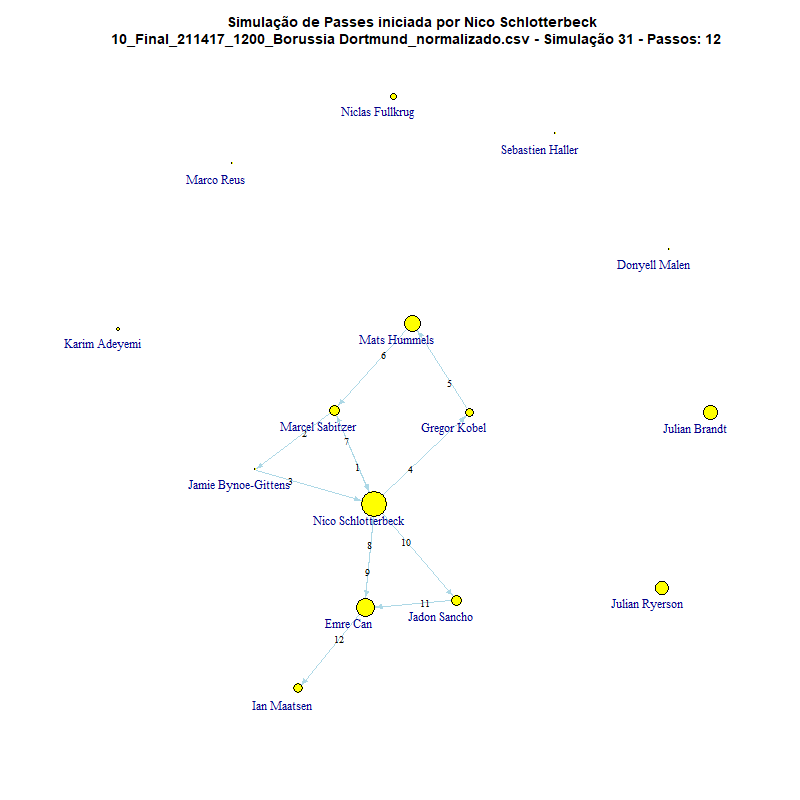 Simulação de Passes iniciada por Nico Schlotterbeck
10_Final_211417_1200_Borussia Dortmund_normalizado.csv - Simulação 31 - Passos: 12
Niclas Fullkrug
Sebastien Haller
Marco Reus
Donyell Malen
Karim Adeyemi
Mats Hummels
6
5
Marcel Sabitzer
Gregor Kobel
Julian Brandt
2
7
1
4
3
Jamie Bynoe-Gittens
Nico Schlotterbeck
8
10
9
11
Julian Ryerson
Emre Can
Jadon Sancho
12
Ian Maatsen